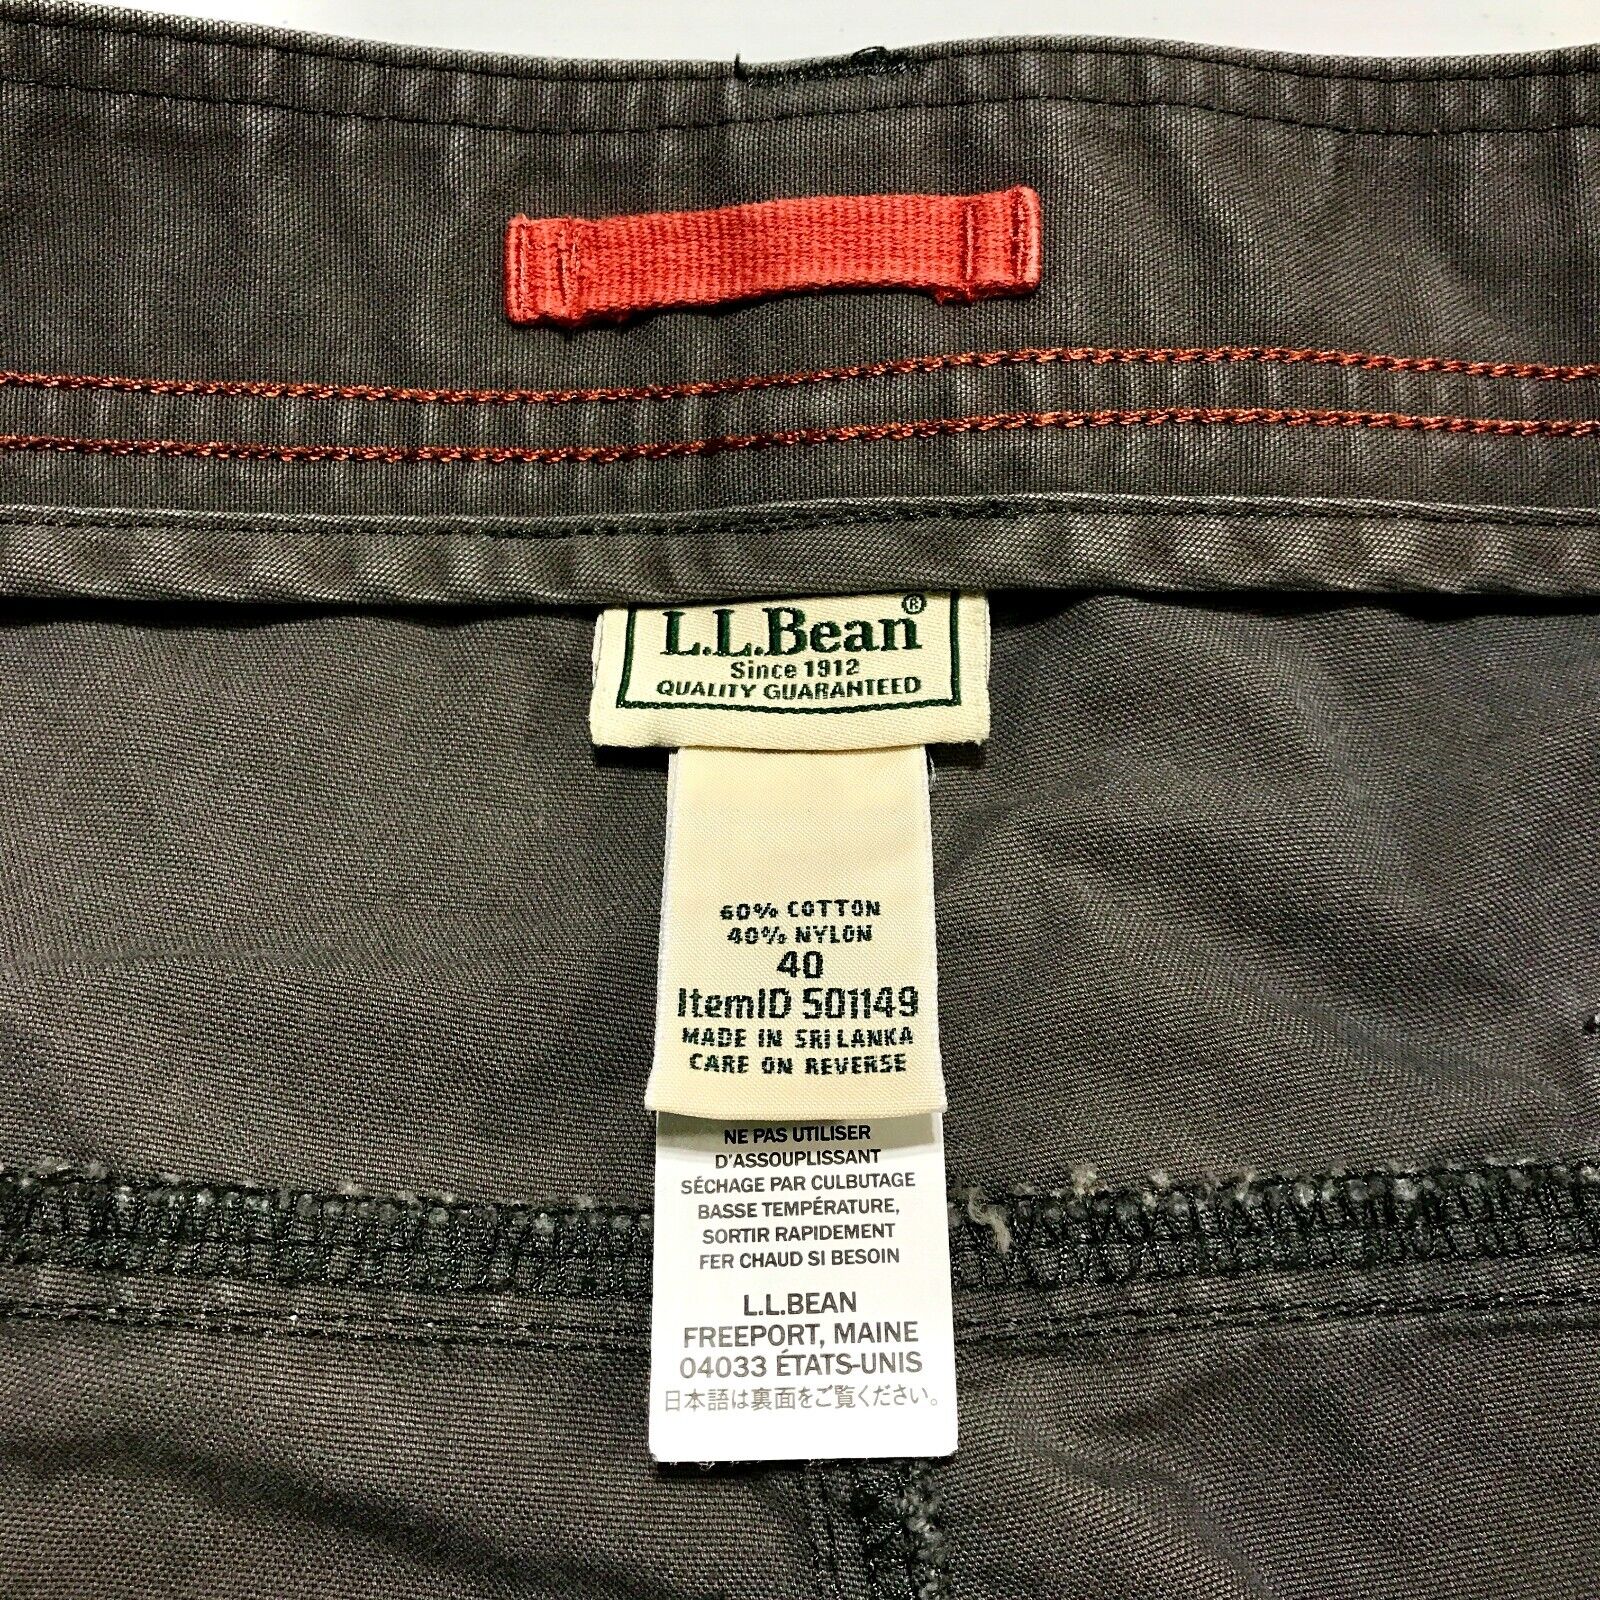 L.L.Bean®
Since 1912
QUALITY GUARANTEED
60% COTTON
40% NYLON
40
ItemID 501149
MADE IN SRI LANKA
CARE ON REVERSE
NE PAS UTILISER
D'ASSOUPLISSANT
SÉCHAGE PAR CULBUTAGE
BASSE TEMPÉRATURE,
SORTIR RAPIDEMENT
FER CHAUD SI BESOIN
L.L.BEAN
FREEPORT, MAINE
04033 ÉTATS-UNIS
日本語は裏面をご覧ください。